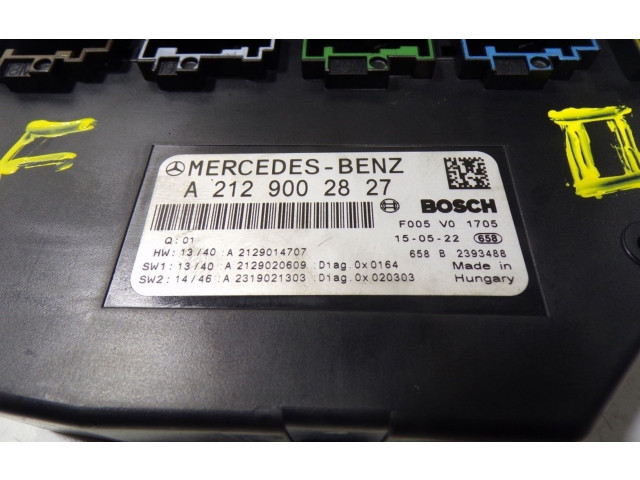 MERCEDES-BENZ
A 212 900 28 27
BOSCH
F005 V0 1705
Q:01
15-05-22 658
HW: 13/40 A 2129014707
658 B 2393488
SW1: 13/40 A 2129020609 Diag.0x0164
Made in
SW2: 14/46 A 2319021303 Diag.0x020303
Hungary